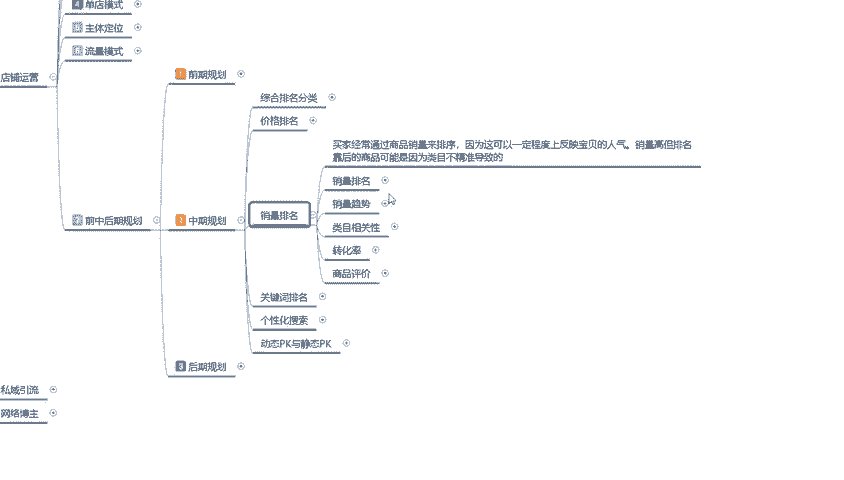 单店模式
主体定位
流量模式
店铺运营
前期规划
综合排名分类
价格排名
买家经常通过商品销量来排序，因为这可以一定程度上反映宝贝的人气。销量高但排名
靠后的商品可能是因为类目不精准导致的
销量排名
销量趋势
前中后期规划
中期规划
销量排名
类目相关性
转化率
商品评价
关键词排名
个性化搜索
动态PK与静态PK
3 后期规划
私域引流
网络博主